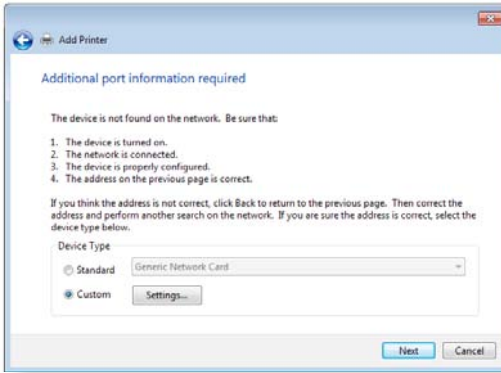 Add Printer
Additional port information required
The device is not found on the network. Be sure that:
1. The device is turned on.
2. The network is connected.
3. The device is properly configured.
4. The address on the previous page is correct.
If you think the address is not correct, click Back to return to the previous page. Then correct the
address and perform another search on the network. If you are sure the address is correct, select the
device type below.
Device Type
Standard Generic Network Card
Custom Settings...
Next Cancel